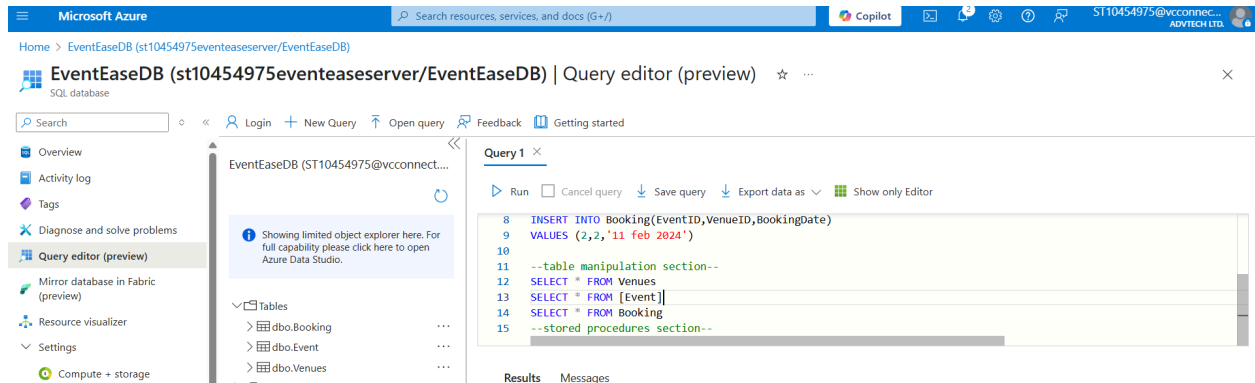 Microsoft Azure
Search resources, services, and docs (G+/)
Copilot
2
ST10454975@vcconnec...
ADVTECH LTD.
Home > EventEaseDB (st10454975eventeaseserver/EventEaseDB)
EventEaseDB (st10454975eventeaseserver/EventEaseDB) | Query editor (preview)
SQL database
Search
Login
New Query
Open query
Feedback
Getting started
Overview
Activity log
Tags
Diagnose and solve problems
Query editor (preview)
Mirror database in Fabric
(preview)
Resource visualizer
Settings
Compute + storage
EventEaseDB (ST10454975@vcconnect....
Showing limited object explorer here. For
full capability please click here to open
Azure Data Studio.
Tables
dbo.Booking
dbo.Event
dbo.Venues
Query 1
Run
Cancel query
Save query
Export data as
Show only Editor
8 INSERT INTO Booking(EventID,VenueID,BookingDate)
9 VALUES (2,2,'11 feb 2024')
10
11 --table manipulation section--
12 SELECT * FROM Venues
13 SELECT * FROM [Event]
14 SELECT * FROM Booking
15 --stored procedures section--
Results
Messages